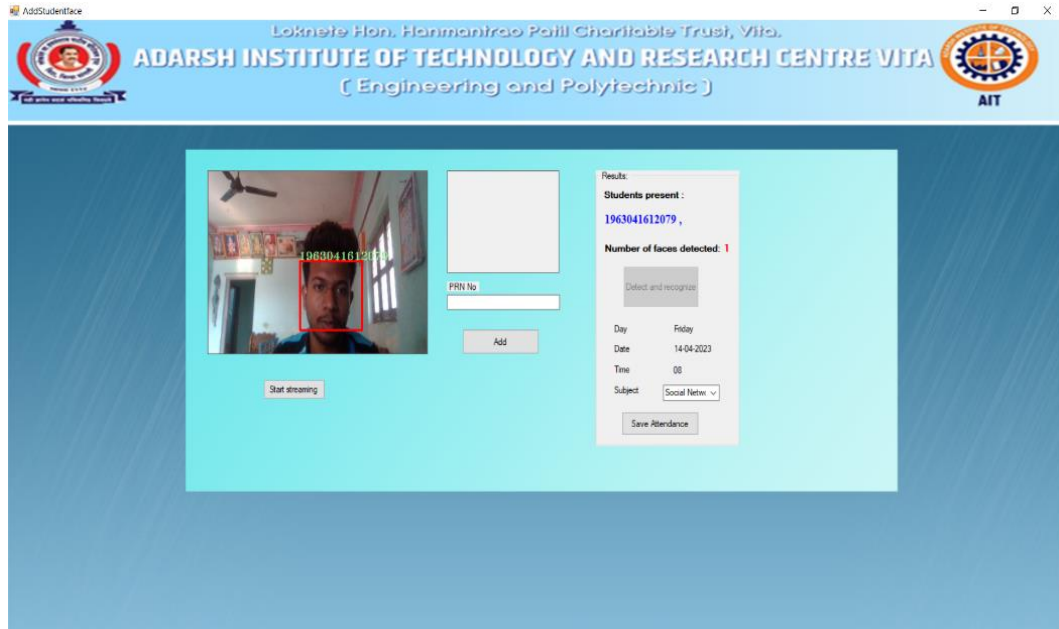 AddStudentface
Loknete Hon. Hanmantrao Patil Charitable Trust, Vita.
ADARSH INSTITUTE OF TECHNOLOGY AND RESEARCH CENTRE VITA
( Engineering and Polytechnic )
AIT
1963041612079
Start streaming
PRN No
Add
Results:
Students present :
1963041612079 ,
Number of faces detected: 1
Detect and recognize
Day Friday
Date 14-04-2023
Time 08
Subject Social Netwo
Save Attendance